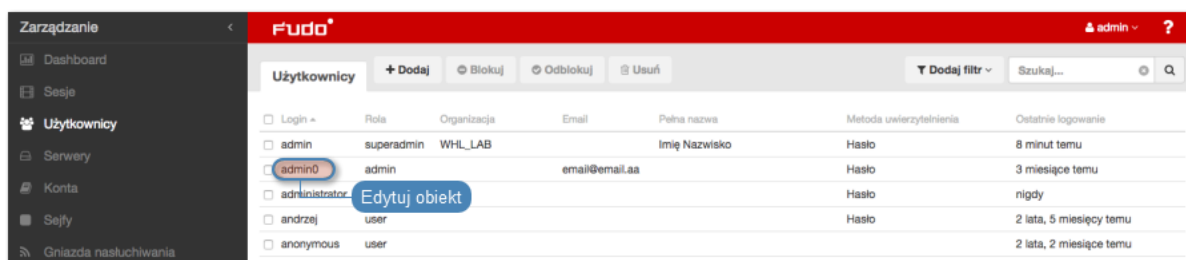 Zarządzanie
Fudo
admin
?
Dashboard
Użytkownicy
+ Dodaj
Blokuj
Odblokuj
Usuń
Dodaj filtr
Szukaj...
Sesje
Użytkownicy
Login
Rola
Organizacja
Email
Pełna nazwa
Metoda uwierzytelnienia
Ostatnie logowanie
admin
superadmin
WHL_LAB
Imię Nazwisko
Hasło
8 minut temu
Serwery
admin0
admin
email@email.aa
Hasło
3 miesiące temu
Konta
administrator
Edytuj obiekt
Hasło
nigdy
Sejfy
andrzej
user
Hasło
2 lata, 5 miesięcy temu
Gniazda nasłuchiwania
anonymous
user
2 lata, 2 miesiące temu